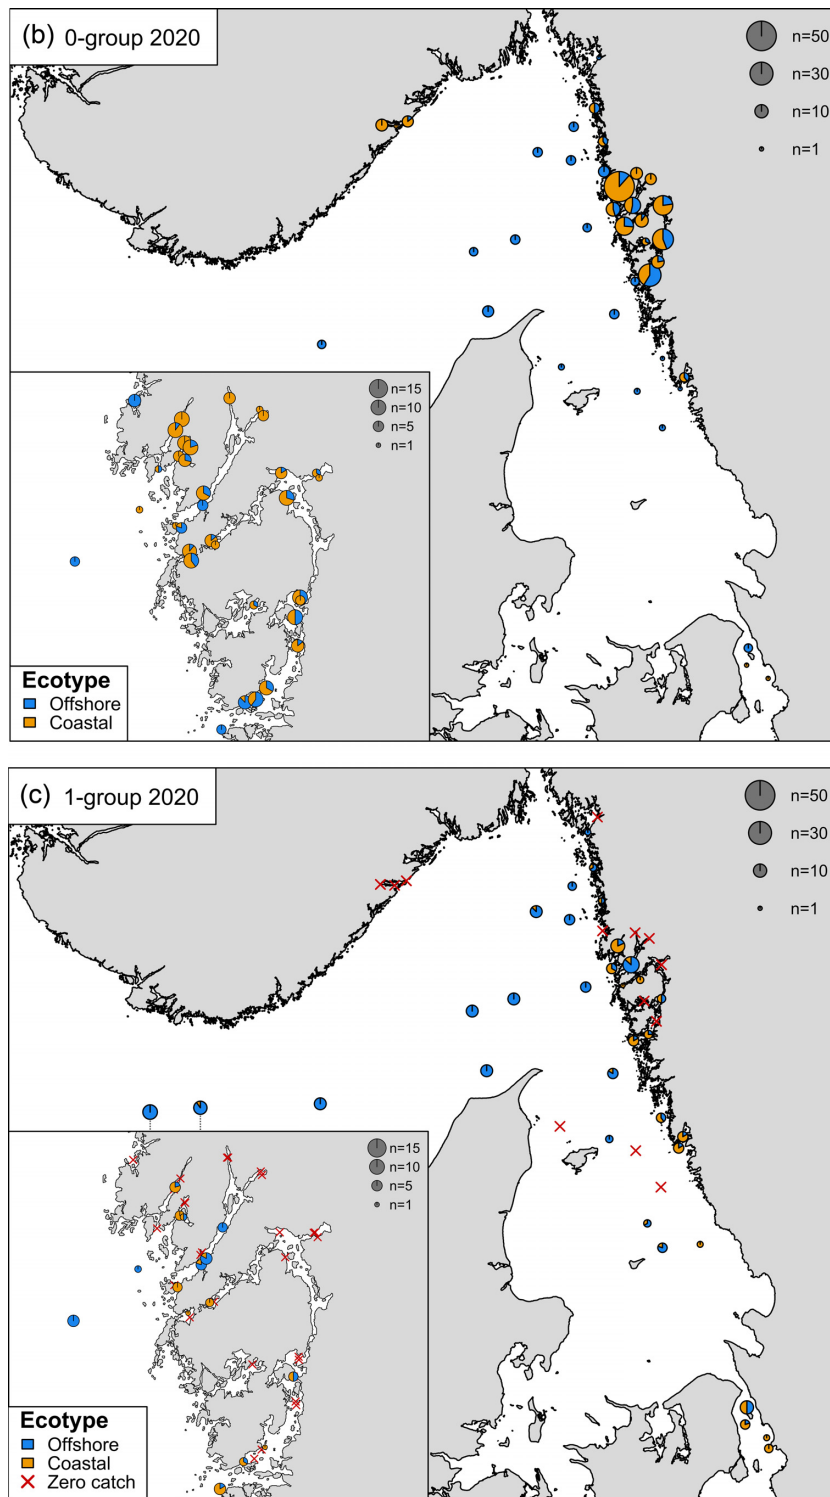 (b) 0-group 2020
n=50
n=30
n=10
n=1
n=15
n=10
n=5
n=1
Ecotype
Offshore
Coastal
(c) 1-group 2020
n=50
n=30
n=10
n=1
n=15
n=10
n=5
n=1
Ecotype
Offshore
Coastal
Zero catch